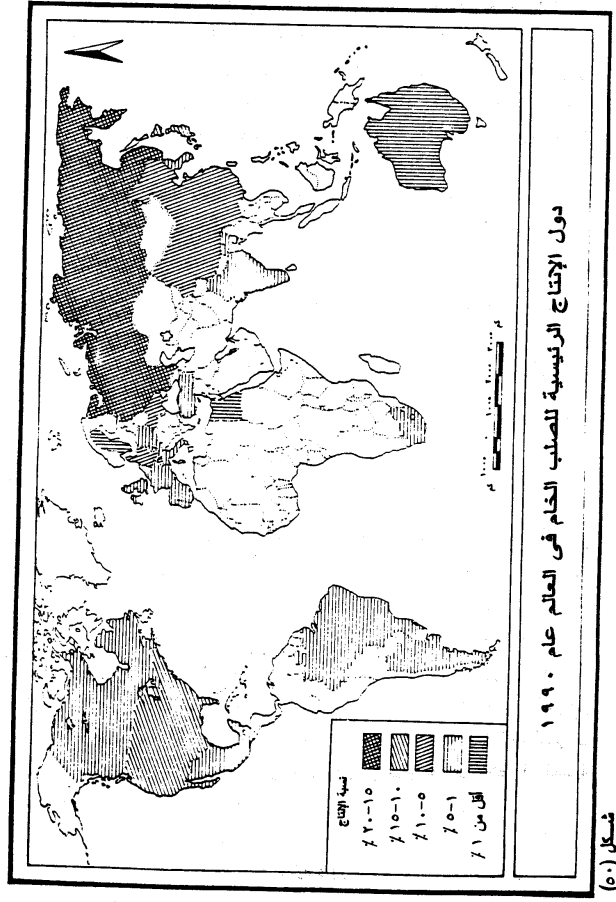 دول الإنتاج الرئيسية للصلب الخام فى العالم عام ١٩٩٠
نسبة الإنتاج
١٥-٢٠ ٪
١٠-١٥ ٪
٥-١٠ ٪
١-٥ ٪
أقل من ١ ٪
شكل (٥٠)